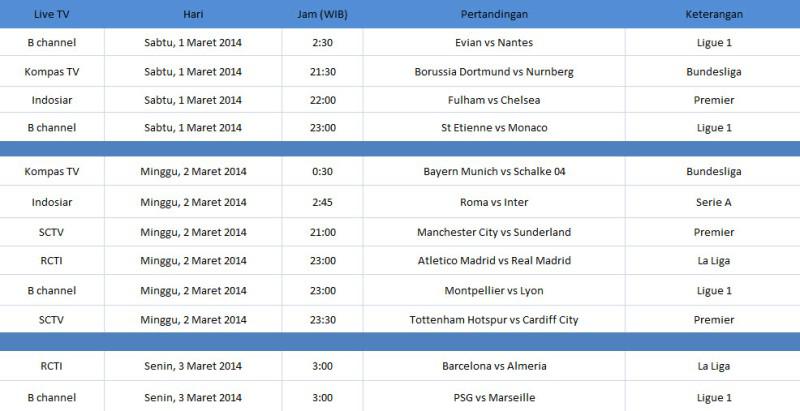 Live TV Hari Jam (WIB) Pertandingan Keterangan
B channel Sabtu, 1 Maret 2014 2:30 Evian vs Nantes Ligue 1
Kompas TV Sabtu, 1 Maret 2014 21:30 Borussia Dortmund vs Nurnberg Bundesliga
Indosiar Sabtu, 1 Maret 2014 22:00 Fulham vs Chelsea Premier
B channel Sabtu, 1 Maret 2014 23:00 St Etienne vs Monaco Ligue 1
Kompas TV Minggu, 2 Maret 2014 0:30 Bayern Munich vs Schalke 04 Bundesliga
Indosiar Minggu, 2 Maret 2014 2:45 Roma vs Inter Serie A
SCTV Minggu, 2 Maret 2014 21:00 Manchester City vs Sunderland Premier
RCTI Minggu, 2 Maret 2014 23:00 Atletico Madrid vs Real Madrid La Liga
B channel Minggu, 2 Maret 2014 23:00 Montpellier vs Lyon Ligue 1
SCTV Minggu, 2 Maret 2014 23:30 Tottenham Hotspur vs Cardiff City Premier
RCTI Senin, 3 Maret 2014 3:00 Barcelona vs Almeria La Liga
B channel Senin, 3 Maret 2014 3:00 PSG vs Marseille Ligue 1